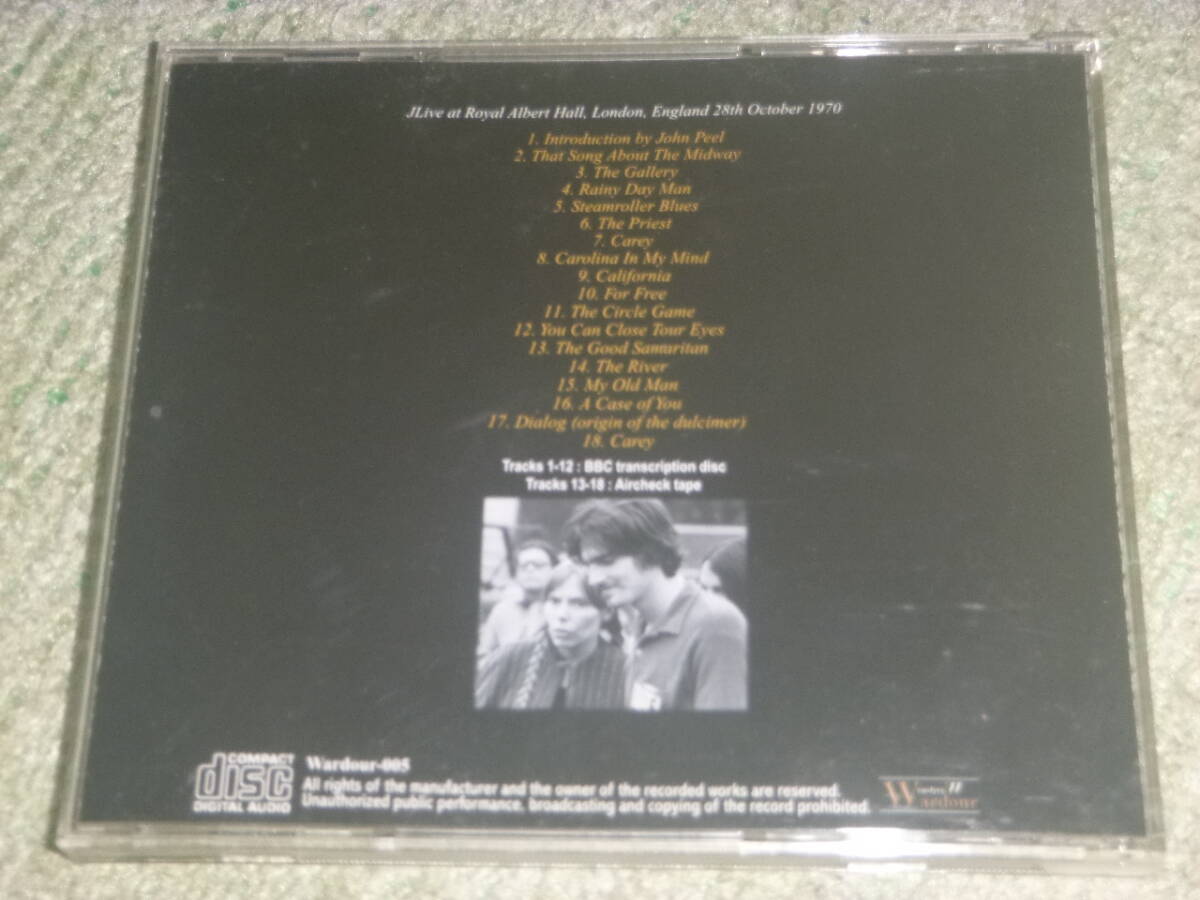 JLive at Royal Albert Hall, London, England 28th October 1970
1. Introduction by John Peel
2. That Song About The Midway
3. The Gallery
4. Rainy Day Man
5. Steamroller Blues
6. The Priest
7. Carey
8. Carolina In My Mind
9. California
10. For Free
11. The Circle Game
12. You Can Close Tour Eyes
13. The Good Samaritan
14. The River
15. My Old Man
16. A Case of You
17. Dialog (origin of the dulcimer)
18. Carey
Tracks 1-12 : BBC transcription disc
Tracks 13-18 : Aircheck tape
COMPACT
disc
DIGITAL AUDIO
Wardour-005
All rights of the manufacturer and the owner of the recorded works are reserved.
Unauthorized public performance, broadcasting and copying of the record prohibited.
Wardour